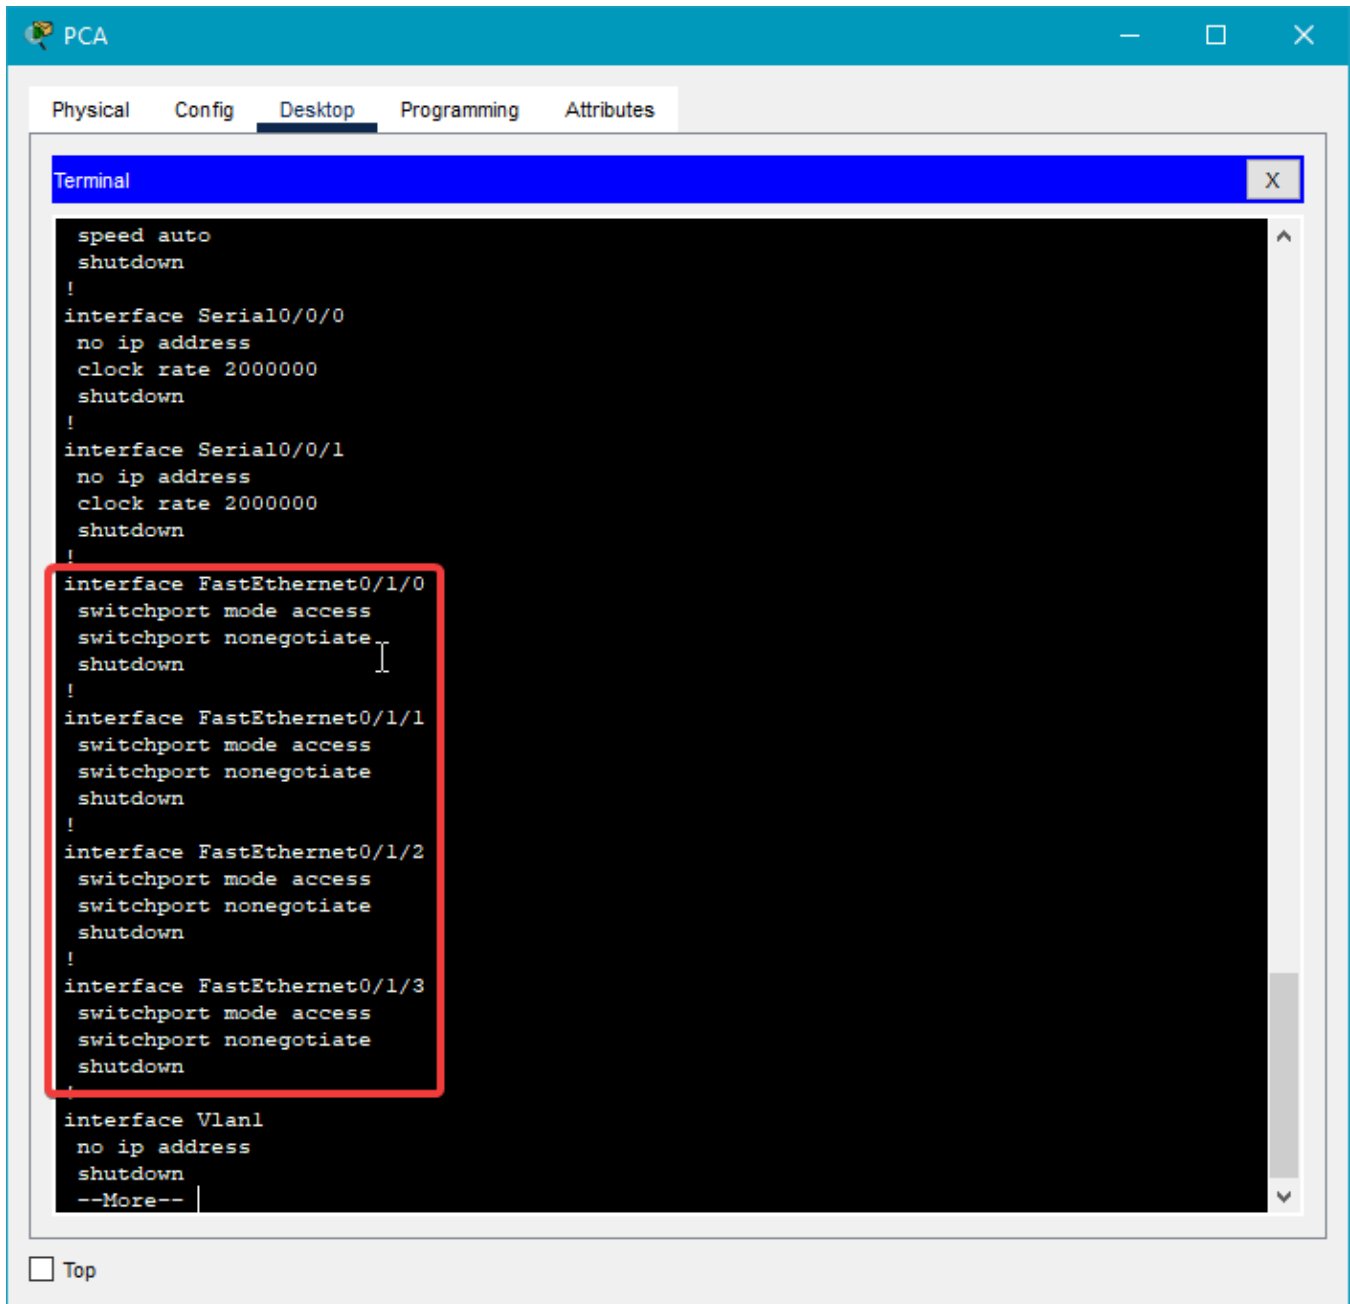 PCA
Physical Config Desktop Programming Attributes
Terminal
X
speed auto
shutdown
!
interface Serial0/0/0
no ip address
clock rate 2000000
shutdown
!
interface Serial0/0/1
no ip address
clock rate 2000000
shutdown
!
interface FastEthernet0/1/0
switchport mode access
switchport nonegotiate
shutdown
!
interface FastEthernet0/1/1
switchport mode access
switchport nonegotiate
shutdown
!
interface FastEthernet0/1/2
switchport mode access
switchport nonegotiate
shutdown
!
interface FastEthernet0/1/3
switchport mode access
switchport nonegotiate
shutdown
!
interface Vlan1
no ip address
shutdown
--More--
Top